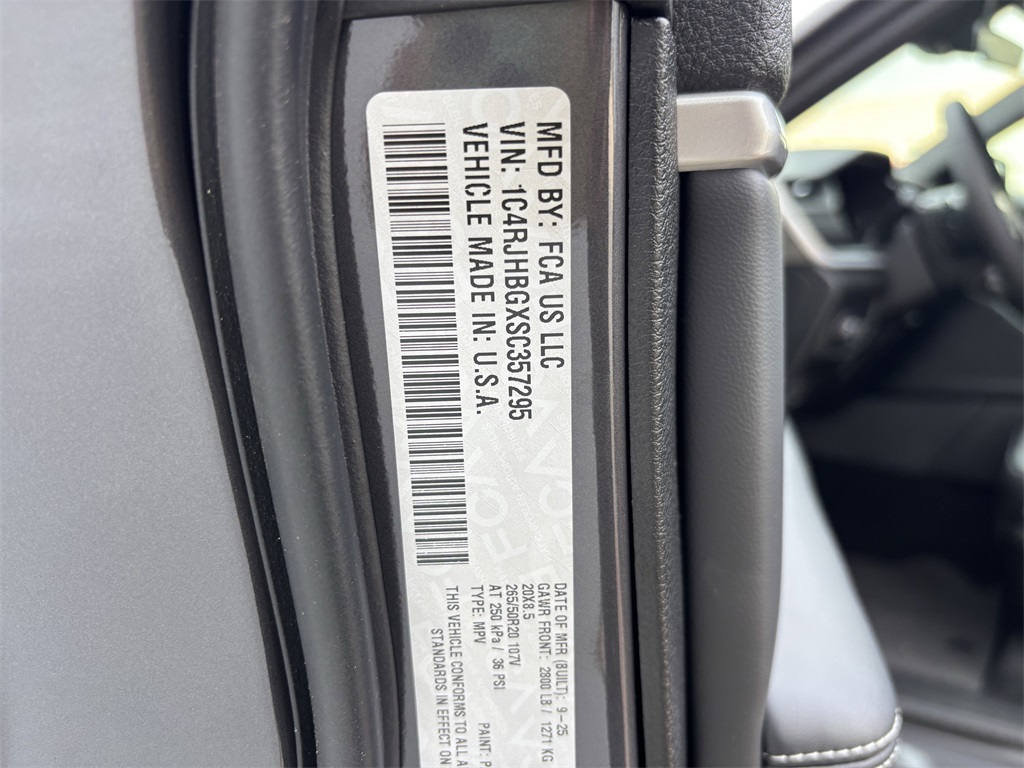 MFD BY: FCA US LLC
VIN: 1C4RJHBGXSC357295
VEHICLE MADE IN: U.S.A.
DATE OF MFR (BUILT): 9-25
GAWR FRONT: 2800 LB / 1271 KG
20X8.5
265/50R20 107V
AT 250 kPa / 36 PSI
TYPE: MPV
PAINT: P
THIS VEHICLE CONFORMS TO ALL A
STANDARDS IN EFFECT ON